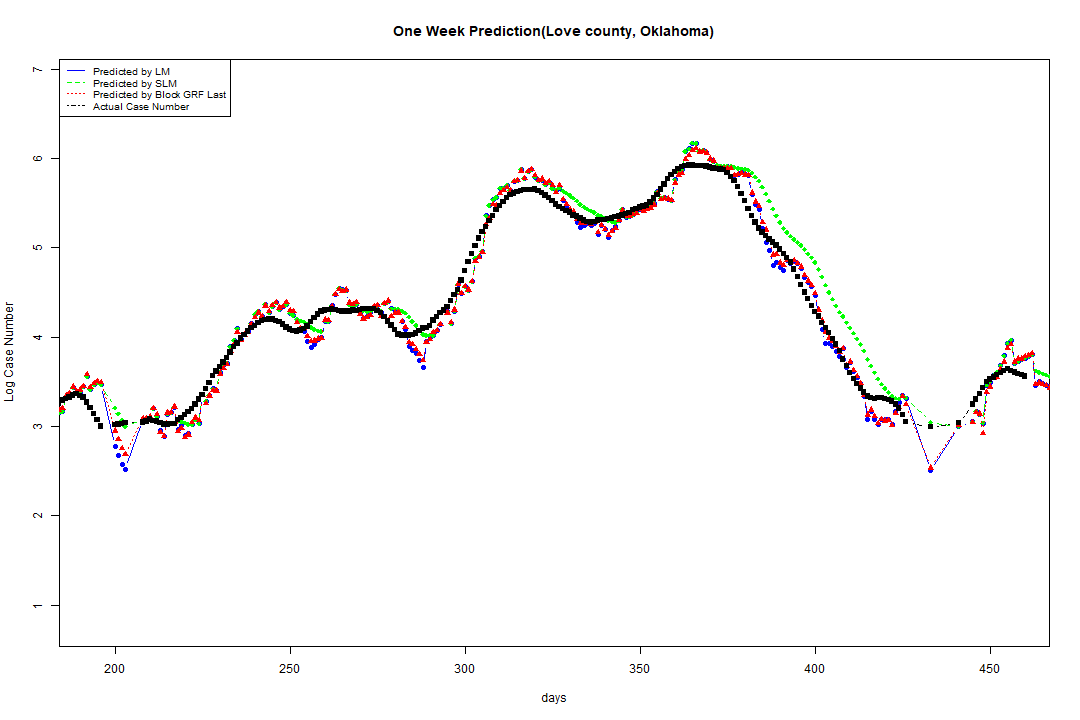 One Week Prediction(Love county, Oklahoma)
Predicted by LM
Predicted by SLM
Predicted by Block GRF Last
Actual Case Number
7
6
5
4
3
2
1
Log Case Number
200 250 300 350 400 450
days